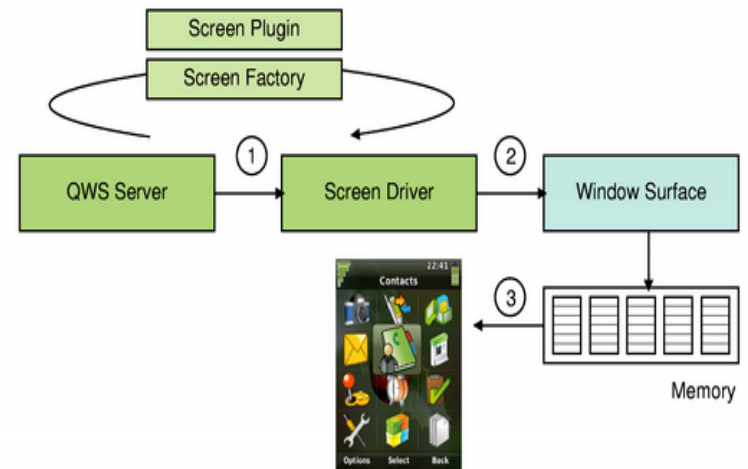 Screen Plugin
Screen Factory
1
2
QWS Server
Screen Driver
Window Surface
22:41
Contacts
3
Memory
Options Select Back